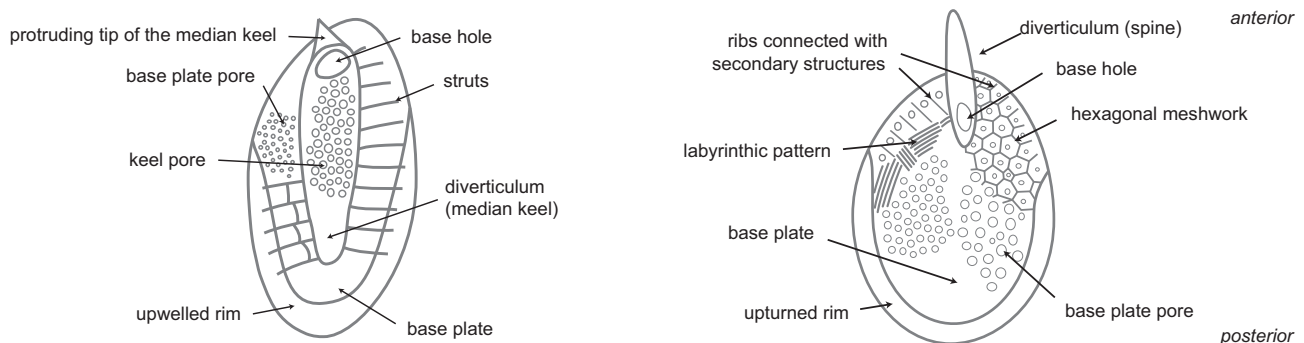 protruding tip of the median keel
base hole
base plate pore
struts
keel pore
diverticulum
(median keel)
upwelled rim
base plate
anterior
diverticulum (spine)
ribs connected with
secondary structures
base hole
hexagonal meshwork
labyrinthic pattern
base plate
upturned rim
base plate pore
posterior